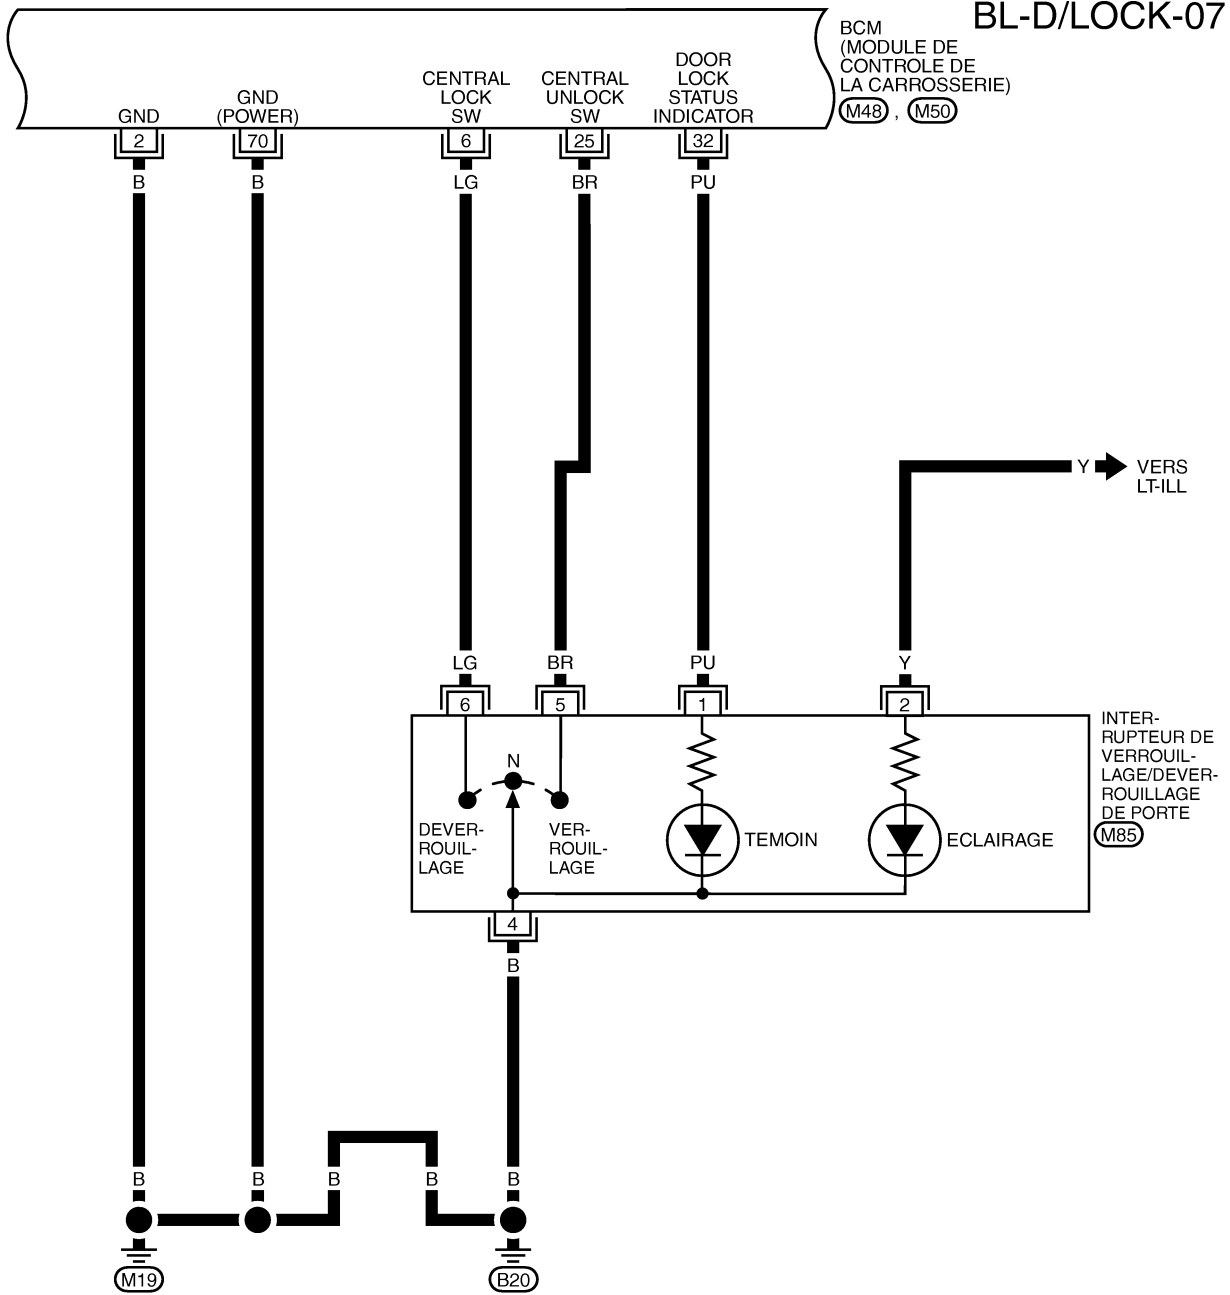 BL-D/LOCK-07
BCM
(MODULE DE
CONTROLE DE
LA CARROSSERIE)
M48 , M50
GND
GND
(POWER)
CENTRAL
LOCK
SW
CENTRAL
UNLOCK
SW
DOOR
LOCK
STATUS
INDICATOR
2 70 6 25 32
B B LG BR PU
Y VERS
LT-ILL
LG BR PU Y
6 5 1 2
INTER-
RUPTEUR DE
VERROUIL-
LAGE/DEVER-
ROUILLAGE
DE PORTE
M85
N
DEVER-
ROUIL-
LAGE
VER-
ROUIL-
LAGE
TEMOIN
ECLAIRAGE
4
B
B B B B B
M19 B20